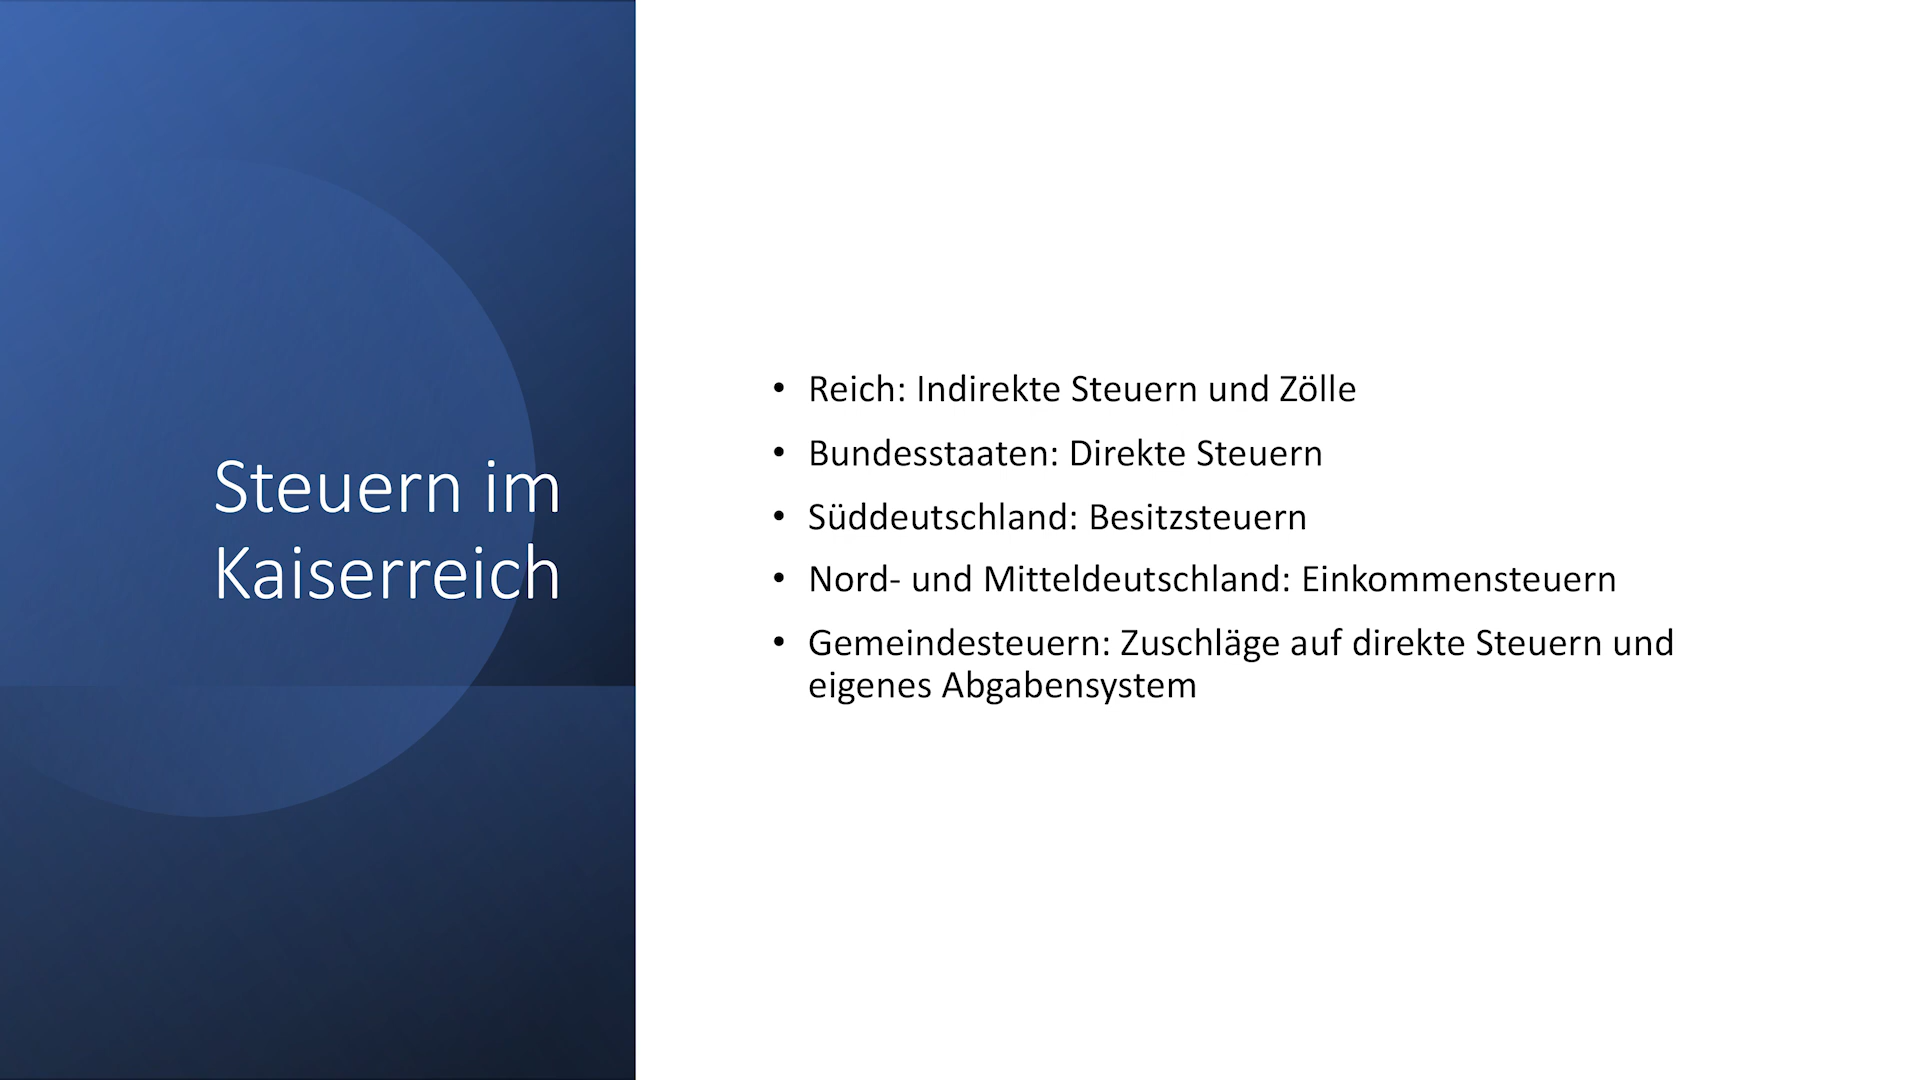 Steuern im
Kaiserreich
• Reich: Indirekte Steuern und Zölle
• Bundesstaaten: Direkte Steuern
• Süddeutschland: Besitzsteuern
• Nord- und Mitteldeutschland: Einkommensteuern
• Gemeindesteuern: Zuschläge auf direkte Steuern und
eigenes Abgabensystem